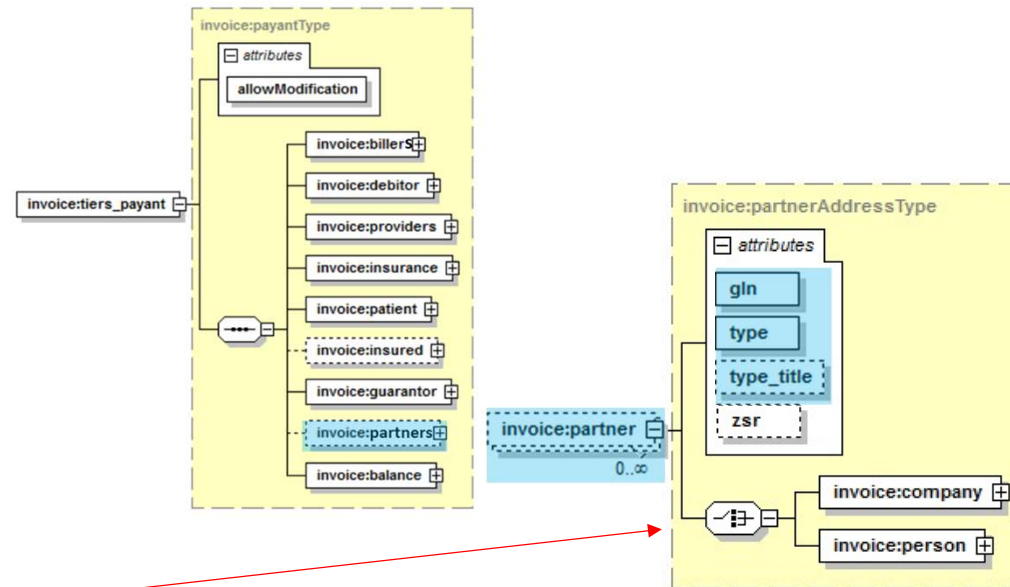 invoice:payantType
attributes
allowModification
invoice:tiers_payant
invoice:billers
invoice:debitor
invoice:providers
invoice:insurance
invoice:patient
invoice:insured
invoice:guarantor
invoice:partners
invoice:balance
invoice:partner
0..∞
invoice:partnerAddressType
attributes
gln
type
type_title
zsr
invoice:company
invoice:person